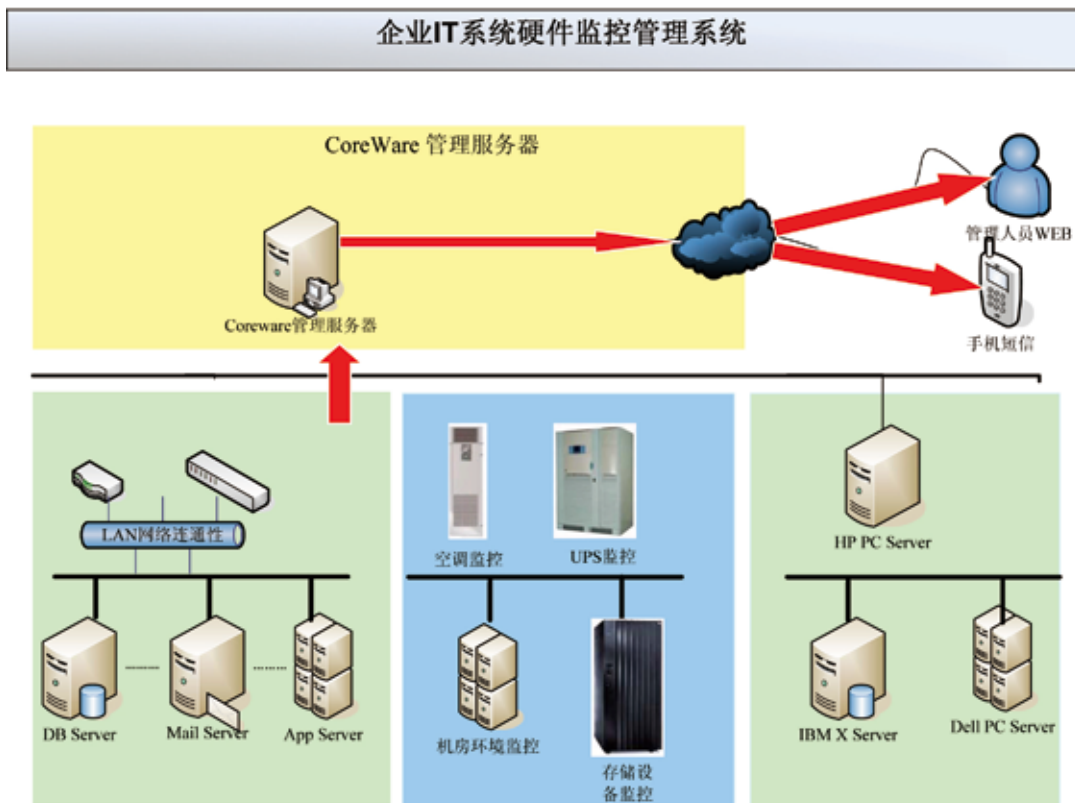 企业IT系统硬件监控管理系统
CoreWare 管理服务器
管理人员WEB
Coreware管理服务器
手机短信
LAN网络连通性
空调监控
UPS监控
HP PC Server
DB Server
Mail Server
App Server
机房环境监控
存储设
备监控
IBM X Server
Dell PC Server